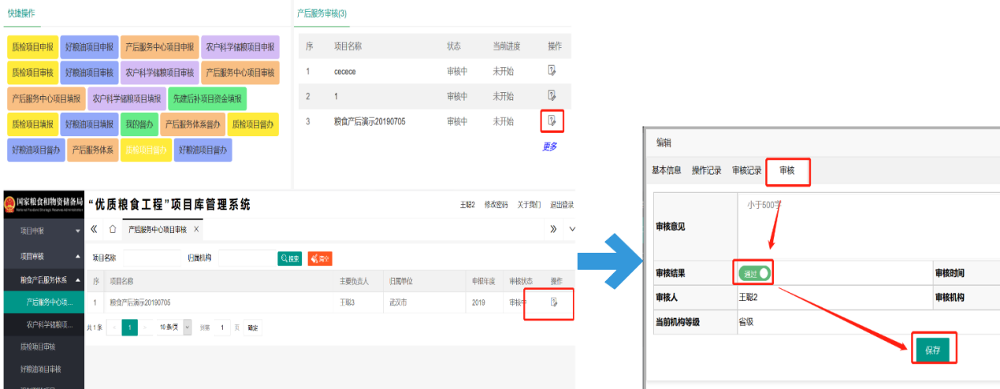 快捷操作
质检项目申报 好粮油项目申报 产后服务中心项目申报 农户科学储粮项目申报
质检项目审核 好粮油项目审核 农户科学储粮项目审核 产后服务中心项目审核
产后服务中心项目填报 农户科学储粮项目填报 先建后补项目资金填报
质检项目填报 好粮油项目填报 我的督办 产后服务体系督办 质检项目督办
好粮油项目督办 产后服务体系 质检项目督办 好粮油项目督办
产后服务审核(3)
序 项目名称 状态 当前进度 操作
1 cecece 审核中 未开始
2 1 审核中 未开始
3 粮食产后演示20190705 审核中 未开始
更多
国家粮食和物资储备局 “优质粮食工程”项目库管理系统 王聪2 修改密码 关于我们 退出登录
项目申报
产后服务中心项目审核 X
项目审核
项目名称 归属机构 搜索 清空
粮食产后服务体系
序 项目名称 主要负责人 归属单位 申报年度 审核状态 操作
产后服务中心项...
1 粮食产后演示20190705 王聪3 武汉市 2019 审核中
农户科学储粮项...
共1条 1 10条/页 到第 1 页 确定
质检项目审核
好粮油项目审核
编辑
基本信息 操作记录 审核记录 审核
小于500字
审核意见
审核结果 通过 审核时间
审核人 王聪2 审核机构
当前机构等级 省级
保存